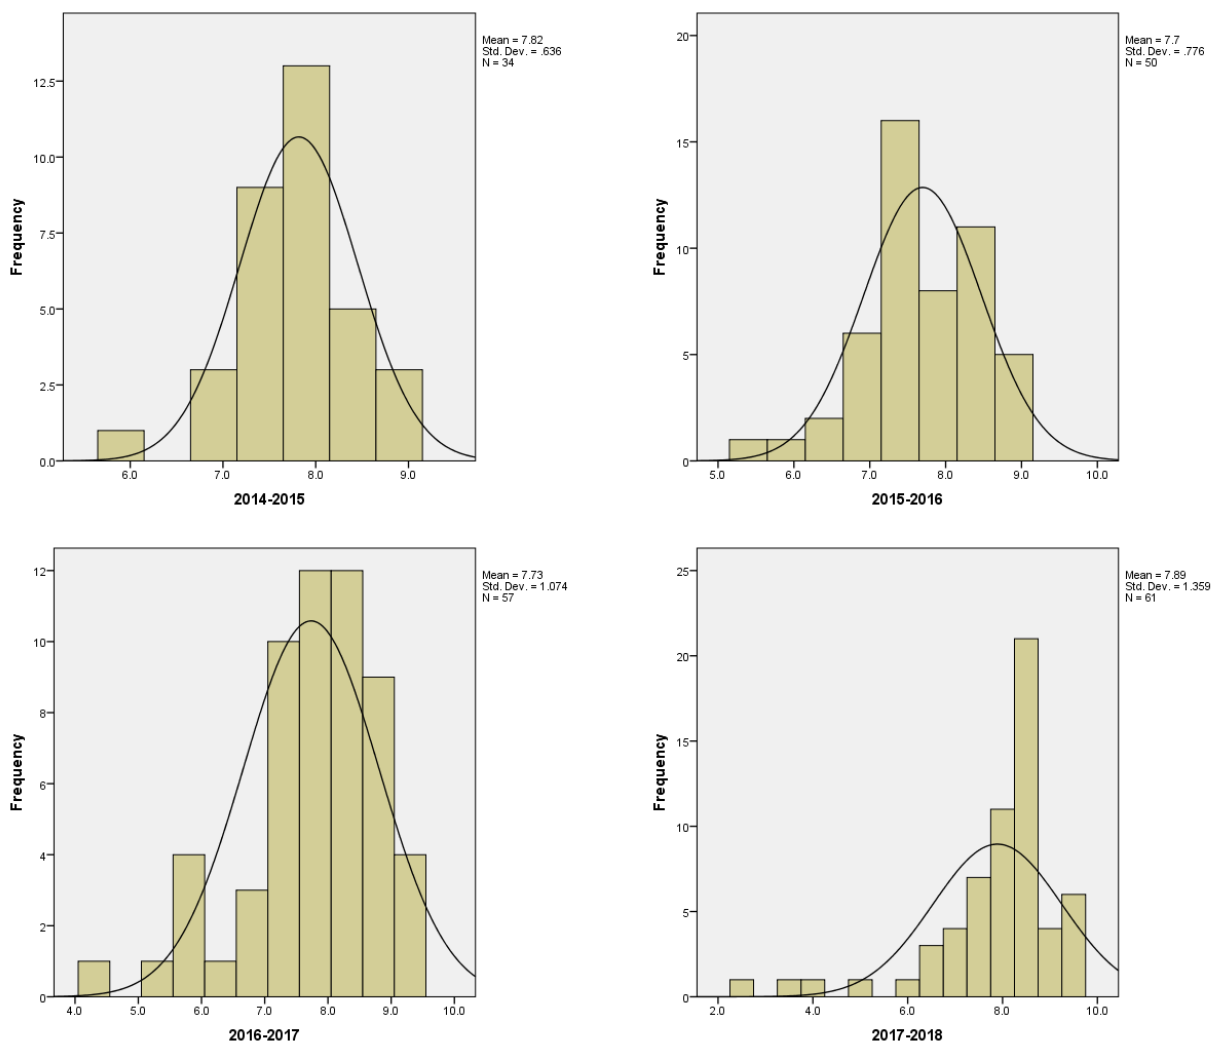 Mean = 7.82
Std. Dev. = .636
N = 34
12.5
10.0
7.5
5.0
2.5
0.0
Frequency
6.0 7.0 8.0 9.0
2014-2015
Mean = 7.7
Std. Dev. = .776
N = 50
20
15
10
5
0
Frequency
5.0 6.0 7.0 8.0 9.0 10.0
2015-2016
Mean = 7.73
Std. Dev. = 1.074
N = 57
12
10
8
6
4
2
0
Frequency
4.0 5.0 6.0 7.0 8.0 9.0 10.0
2016-2017
Mean = 7.89
Std. Dev. = 1.359
N = 61
25
20
15
10
5
0
Frequency
2.0 4.0 6.0 8.0 10.0
2017-2018